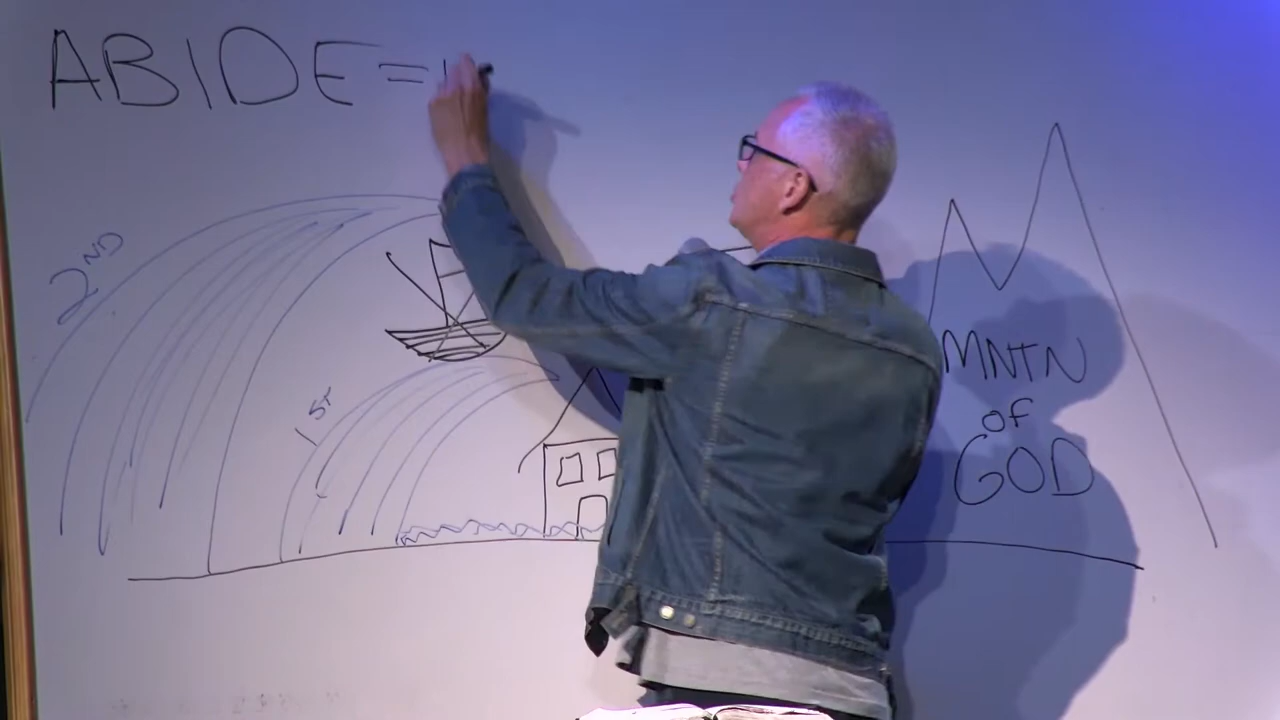 ABIDE =
2ND
1ST
MNTN
OF
GOD